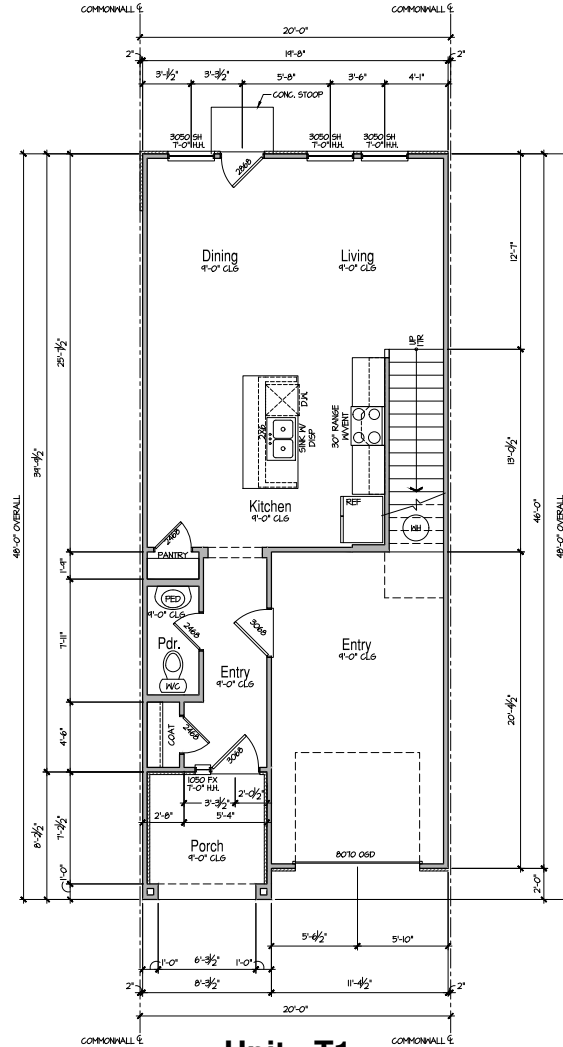 COMMONWALL ℄ COMMONWALL ℄
20'-0"
2" 19'-8" 2"
3'-1½" 3'-3½" 5'-8" 3'-6" 4'-1"
CONC. STOOP
3050 SH 3050 SH 3050 SH
7'-0" H.H. 7'-0" H.H. 7'-0" H.H.
2868
Dining Living
9'-0" CLG 9'-0" CLG
12'-7"
25'-7½"
UP
17R
D.W.
2X6
SINK W/
DISP
30" RANGE
W/VENT
13'-0½"
39'-9½"
REF
Kitchen
9'-0" CLG
WH
48'-0" OVERALL
46'-0"
48'-0" OVERALL
2468
PANTRY
1'-9"
PED
9'-0" CLG
2468
3068
7'-11"
Pdr.
W/C
Entry
9'-0" CLG
Entry
9'-0" CLG
20'-4½"
4'-6"
COAT
2468
3068
1050 FX
7'-0" H.H.
3'-3½" 2'-0½"
2'-8" 5'-4"
8'-2½"
7'-2½"
Porch
9'-0" CLG
8070 OGD
1'-0"
2'-0"
5'-6½" 5'-10"
1'-0" 6'-3½" 1'-0"
2" 8'-3½" 11'-4½" 2"
20'-0"
COMMONWALL ℄ COMMONWALL ℄
Unit - T1